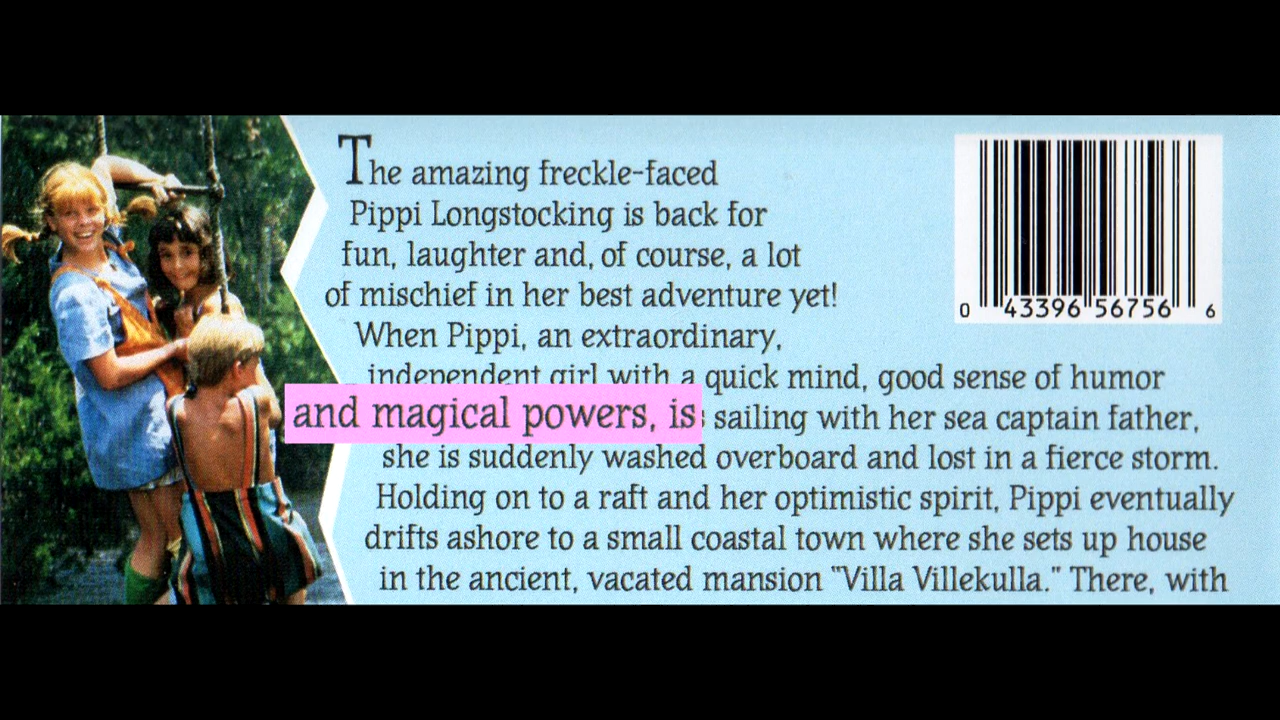 The amazing freckle-faced
Pippi Longstocking is back for
fun, laughter and, of course, a lot
of mischief in her best adventure yet!
When Pippi, an extraordinary,
independent girl with a quick mind, good sense of humor
and magical powers, is sailing with her sea captain father,
she is suddenly washed overboard and lost in a fierce storm.
Holding on to a raft and her optimistic spirit, Pippi eventually
drifts ashore to a small coastal town where she sets up house
in the ancient, vacated mansion "Villa Villekulla." There, with
0 43396 56756 6